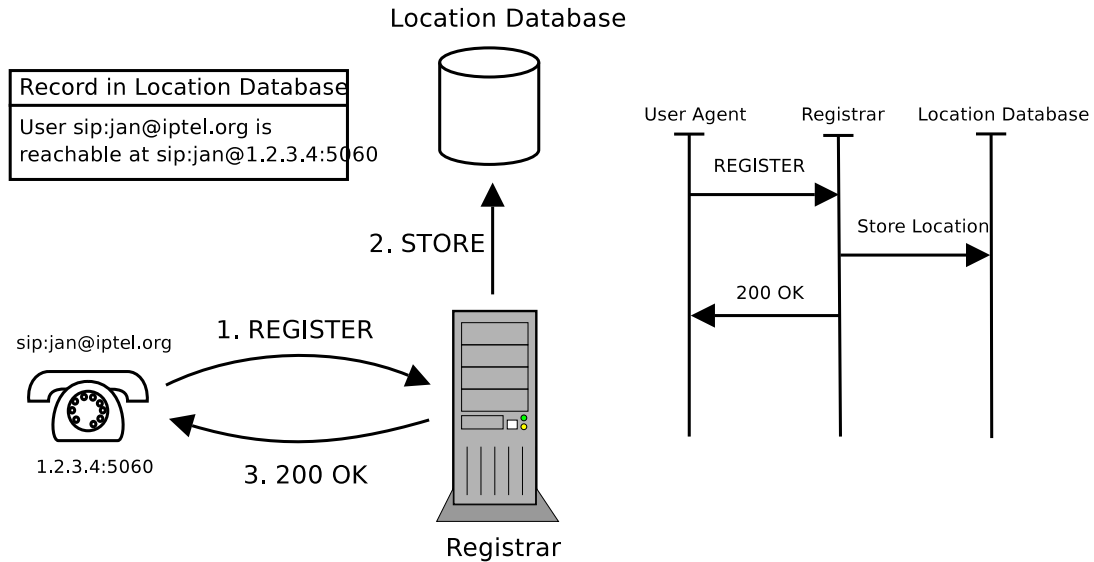 Location Database
Record in Location Database
User sip:jan@iptel.org is
reachable at sip:jan@1.2.3.4:5060
2. STORE
1. REGISTER
sip:jan@iptel.org
1.2.3.4:5060
3. 200 OK
Registrar
User Agent
Registrar
Location Database
REGISTER
Store Location
200 OK